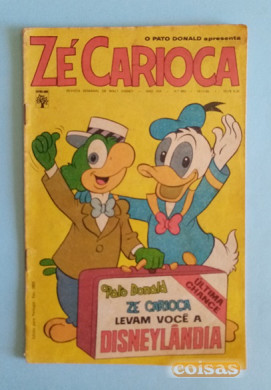 O PATO DONALD apresenta
ZÉ CARIOCA
Pato Donald
ZÉ CARIOCA
LEVAM VOCÊ A
DISNEYLÂNDIA
ÚLTIMA
CHANCE
coisas